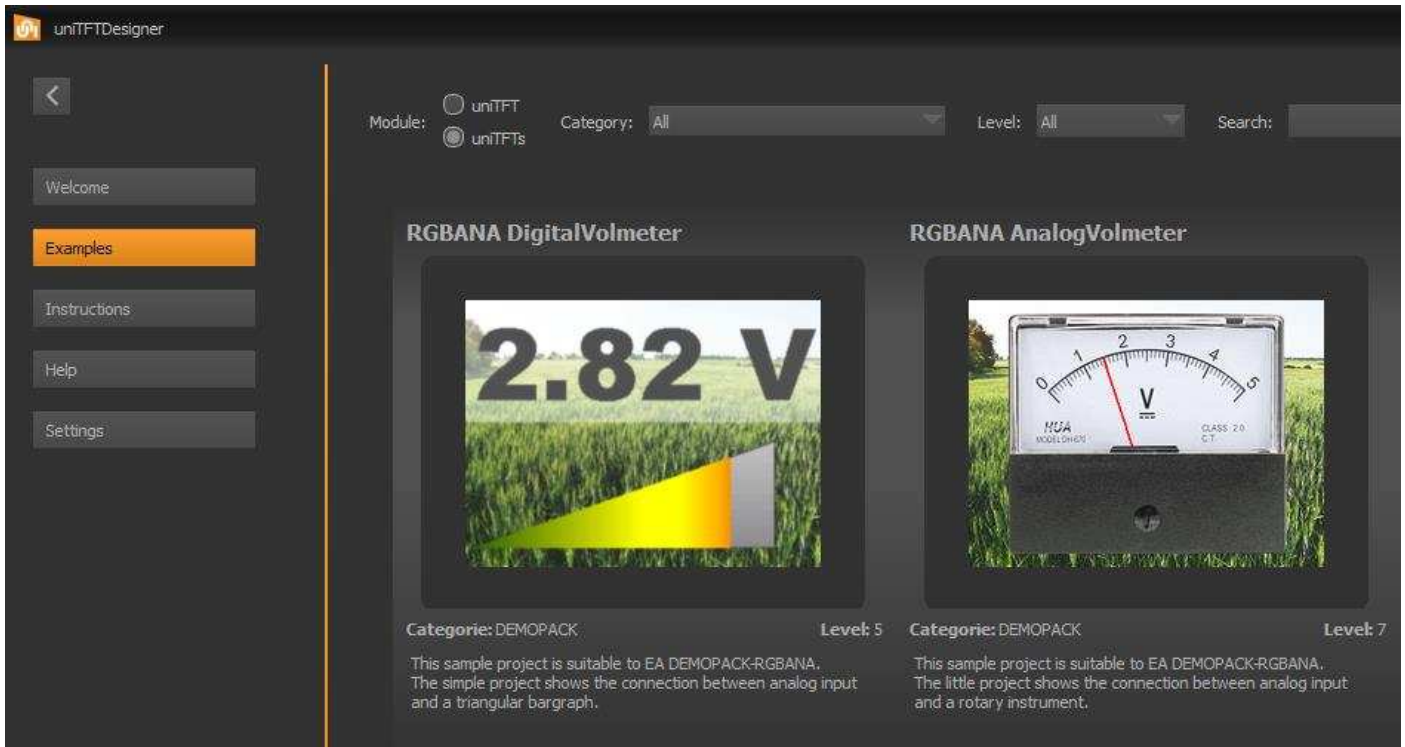 uniTFTDesigner
Module:
uniTFT
uniTFTs
Category: All
Level: All
Search:
Welcome
Examples
Instructions
Help
Settings
RGBANA DigitalVolmeter
2.82 V
Categorie: DEMOPACK Level: 5
This sample project is suitable to EA DEMOPACK-RGBANA.
The simple project shows the connection between analog input
and a triangular bargraph.
RGBANA AnalogVolmeter
0 1 2 3 4 5
V
HUA
MODEL DH-670
CLASS 2.0
C.T.
Categorie: DEMOPACK Level: 7
This sample project is suitable to EA DEMOPACK-RGBANA.
The little project shows the connection between analog input
and a rotary instrument.